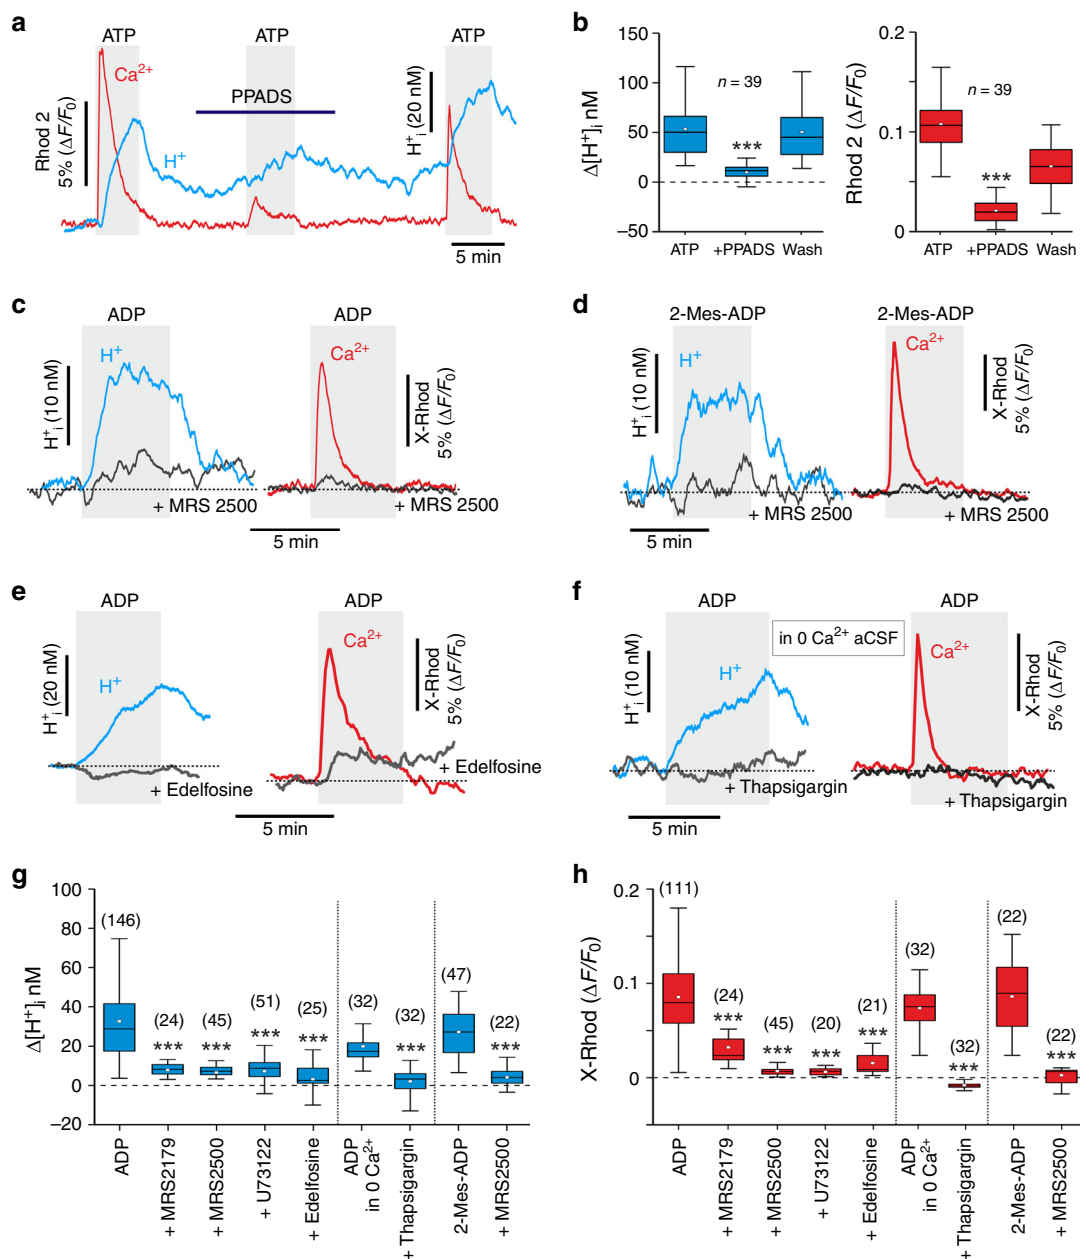 a
ATP
ATP
ATP
Ca²⁺
Rhod 2
5% (ΔF/F₀)
PPADS
H⁺ᵢ (20 nM)
H⁺
5 min
b
150
100
50
0
−50
Δ[H⁺]ᵢ nM
n = 39
***
ATP
+PPADS
Wash
0.2
0.1
0
Rhod 2 (ΔF/F₀)
n = 39
***
ATP
+PPADS
Wash
c
ADP
ADP
H⁺
Ca²⁺
H⁺ᵢ (10 nM)
X-Rhod
5% (ΔF/F₀)
+ MRS 2500
+ MRS 2500
5 min
d
2-Mes-ADP
2-Mes-ADP
H⁺
Ca²⁺
H⁺ᵢ (10 nM)
X-Rhod
5% (ΔF/F₀)
+ MRS 2500
+ MRS 2500
5 min
e
ADP
ADP
H⁺ᵢ (20 nM)
H⁺
Ca²⁺
X-Rhod
5% (ΔF/F₀)
+ Edelfosine
+ Edelfosine
5 min
f
ADP
ADP
in 0 Ca²⁺ aCSF
H⁺ᵢ (10 nM)
H⁺
Ca²⁺
X-Rhod
5% (ΔF/F₀)
+ Thapsigargin
+ Thapsigargin
5 min
g
100
80
60
40
20
0
−20
Δ[H⁺]ᵢ nM
(146)
(24)
***
(45)
***
(51)
***
(25)
***
(32)
(32)
***
(47)
(22)
***
ADP
+ MRS2179
+ MRS2500
+ U73122
+ Edelfosine
ADP
in 0 Ca²⁺
+ Thapsigargin
2-Mes-ADP
+ MRS2500
h
0.2
0.1
0
X-Rhod (ΔF/F₀)
(111)
(24)
***
(45)
***
(20)
***
(21)
***
(32)
(32)
***
(22)
(22)
***
ADP
+ MRS2179
+ MRS2500
+ U73122
+ Edelfosine
ADP
in 0 Ca²⁺
+ Thapsigargin
2-Mes-ADP
+ MRS2500